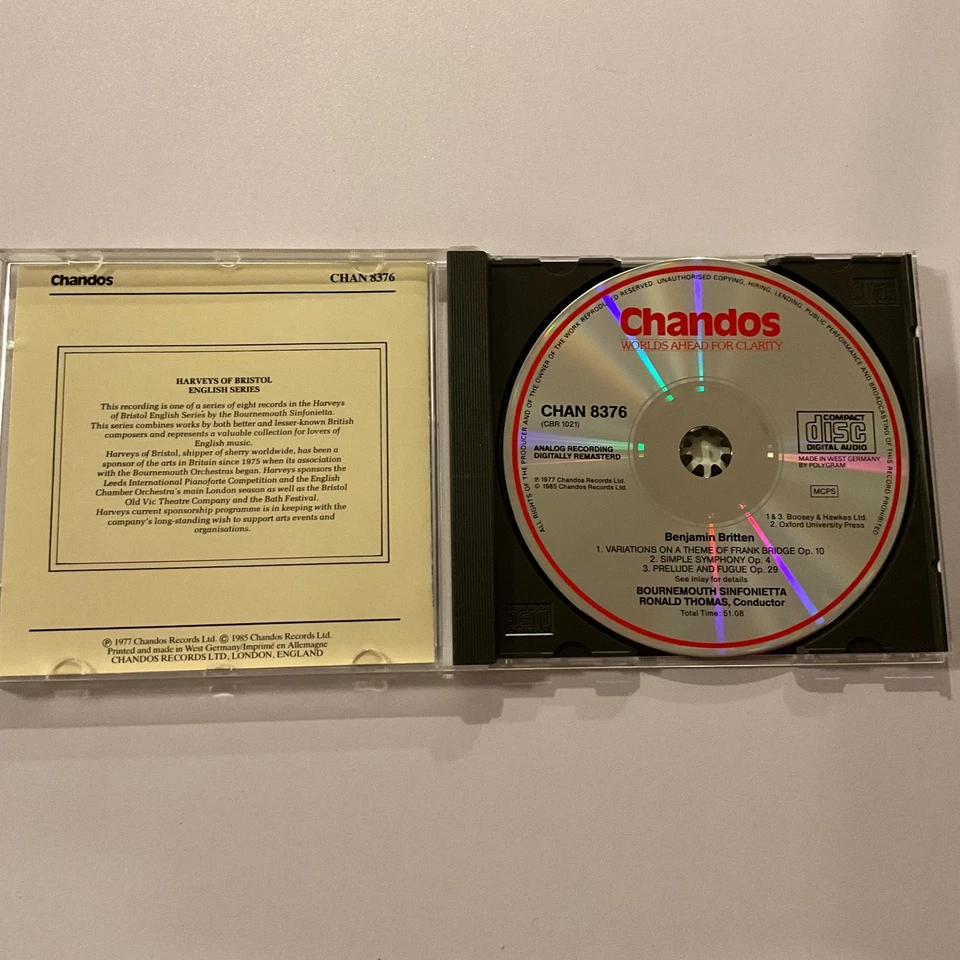 Chandos
CHAN 8376
HARVEYS OF BRISTOL
ENGLISH SERIES
This recording is one of a series of eight records in the Harveys
of Bristol English Series by the Bournemouth Sinfonietta.
This series combines works by both better and lesser-known British
composers and represents a valuable collection for lovers of
English music.
Harveys of Bristol, shipper of sherry worldwide, has been a
sponsor of the arts in Britain since 1975 when its association
with the Bournemouth Orchestras began. Harveys sponsors the
Leeds International Pianoforte Competition and the English
Chamber Orchestra's main London season as well as the Bristol
Old Vic Theatre Company and the Bath Festival.
Harveys current sponsorship programme is in keeping with the
company's long-standing wish to support arts events and
organisations.
℗ 1977 Chandos Records Ltd. © 1985 Chandos Records Ltd.
Printed and made in West Germany/Imprimé en Allemagne
CHANDOS RECORDS LTD, LONDON, ENGLAND
ALL RIGHTS OF THE PRODUCER AND OF THE OWNER OF THE WORK REPRODUCED RESERVED. UNAUTHORISED COPYING, HIRING, LENDING, PUBLIC PERFORMANCE AND BROADCASTING OF THIS RECORD PROHIBITED
Chandos
WORLDS AHEAD FOR CLARITY
CHAN 8376
(CBR 1021)
ANALOG RECORDING
DIGITALLY REMASTERD
℗ 1977 Chandos Records Ltd.
© 1985 Chandos Records Ltd.
COMPACT
disc
DIGITAL AUDIO
MADE IN WEST GERMANY
BY POLYGRAM
MCPS
1 & 3. Boosey & Hawkes Ltd.
2. Oxford University Press
Benjamin Britten
1. VARIATIONS ON A THEME OF FRANK BRIDGE Op. 10
2. SIMPLE SYMPHONY Op. 4
3. PRELUDE AND FUGUE Op. 29
See inlay for details
BOURNEMOUTH SINFONIETTA
RONALD THOMAS, Conductor
Total Time: 51.08